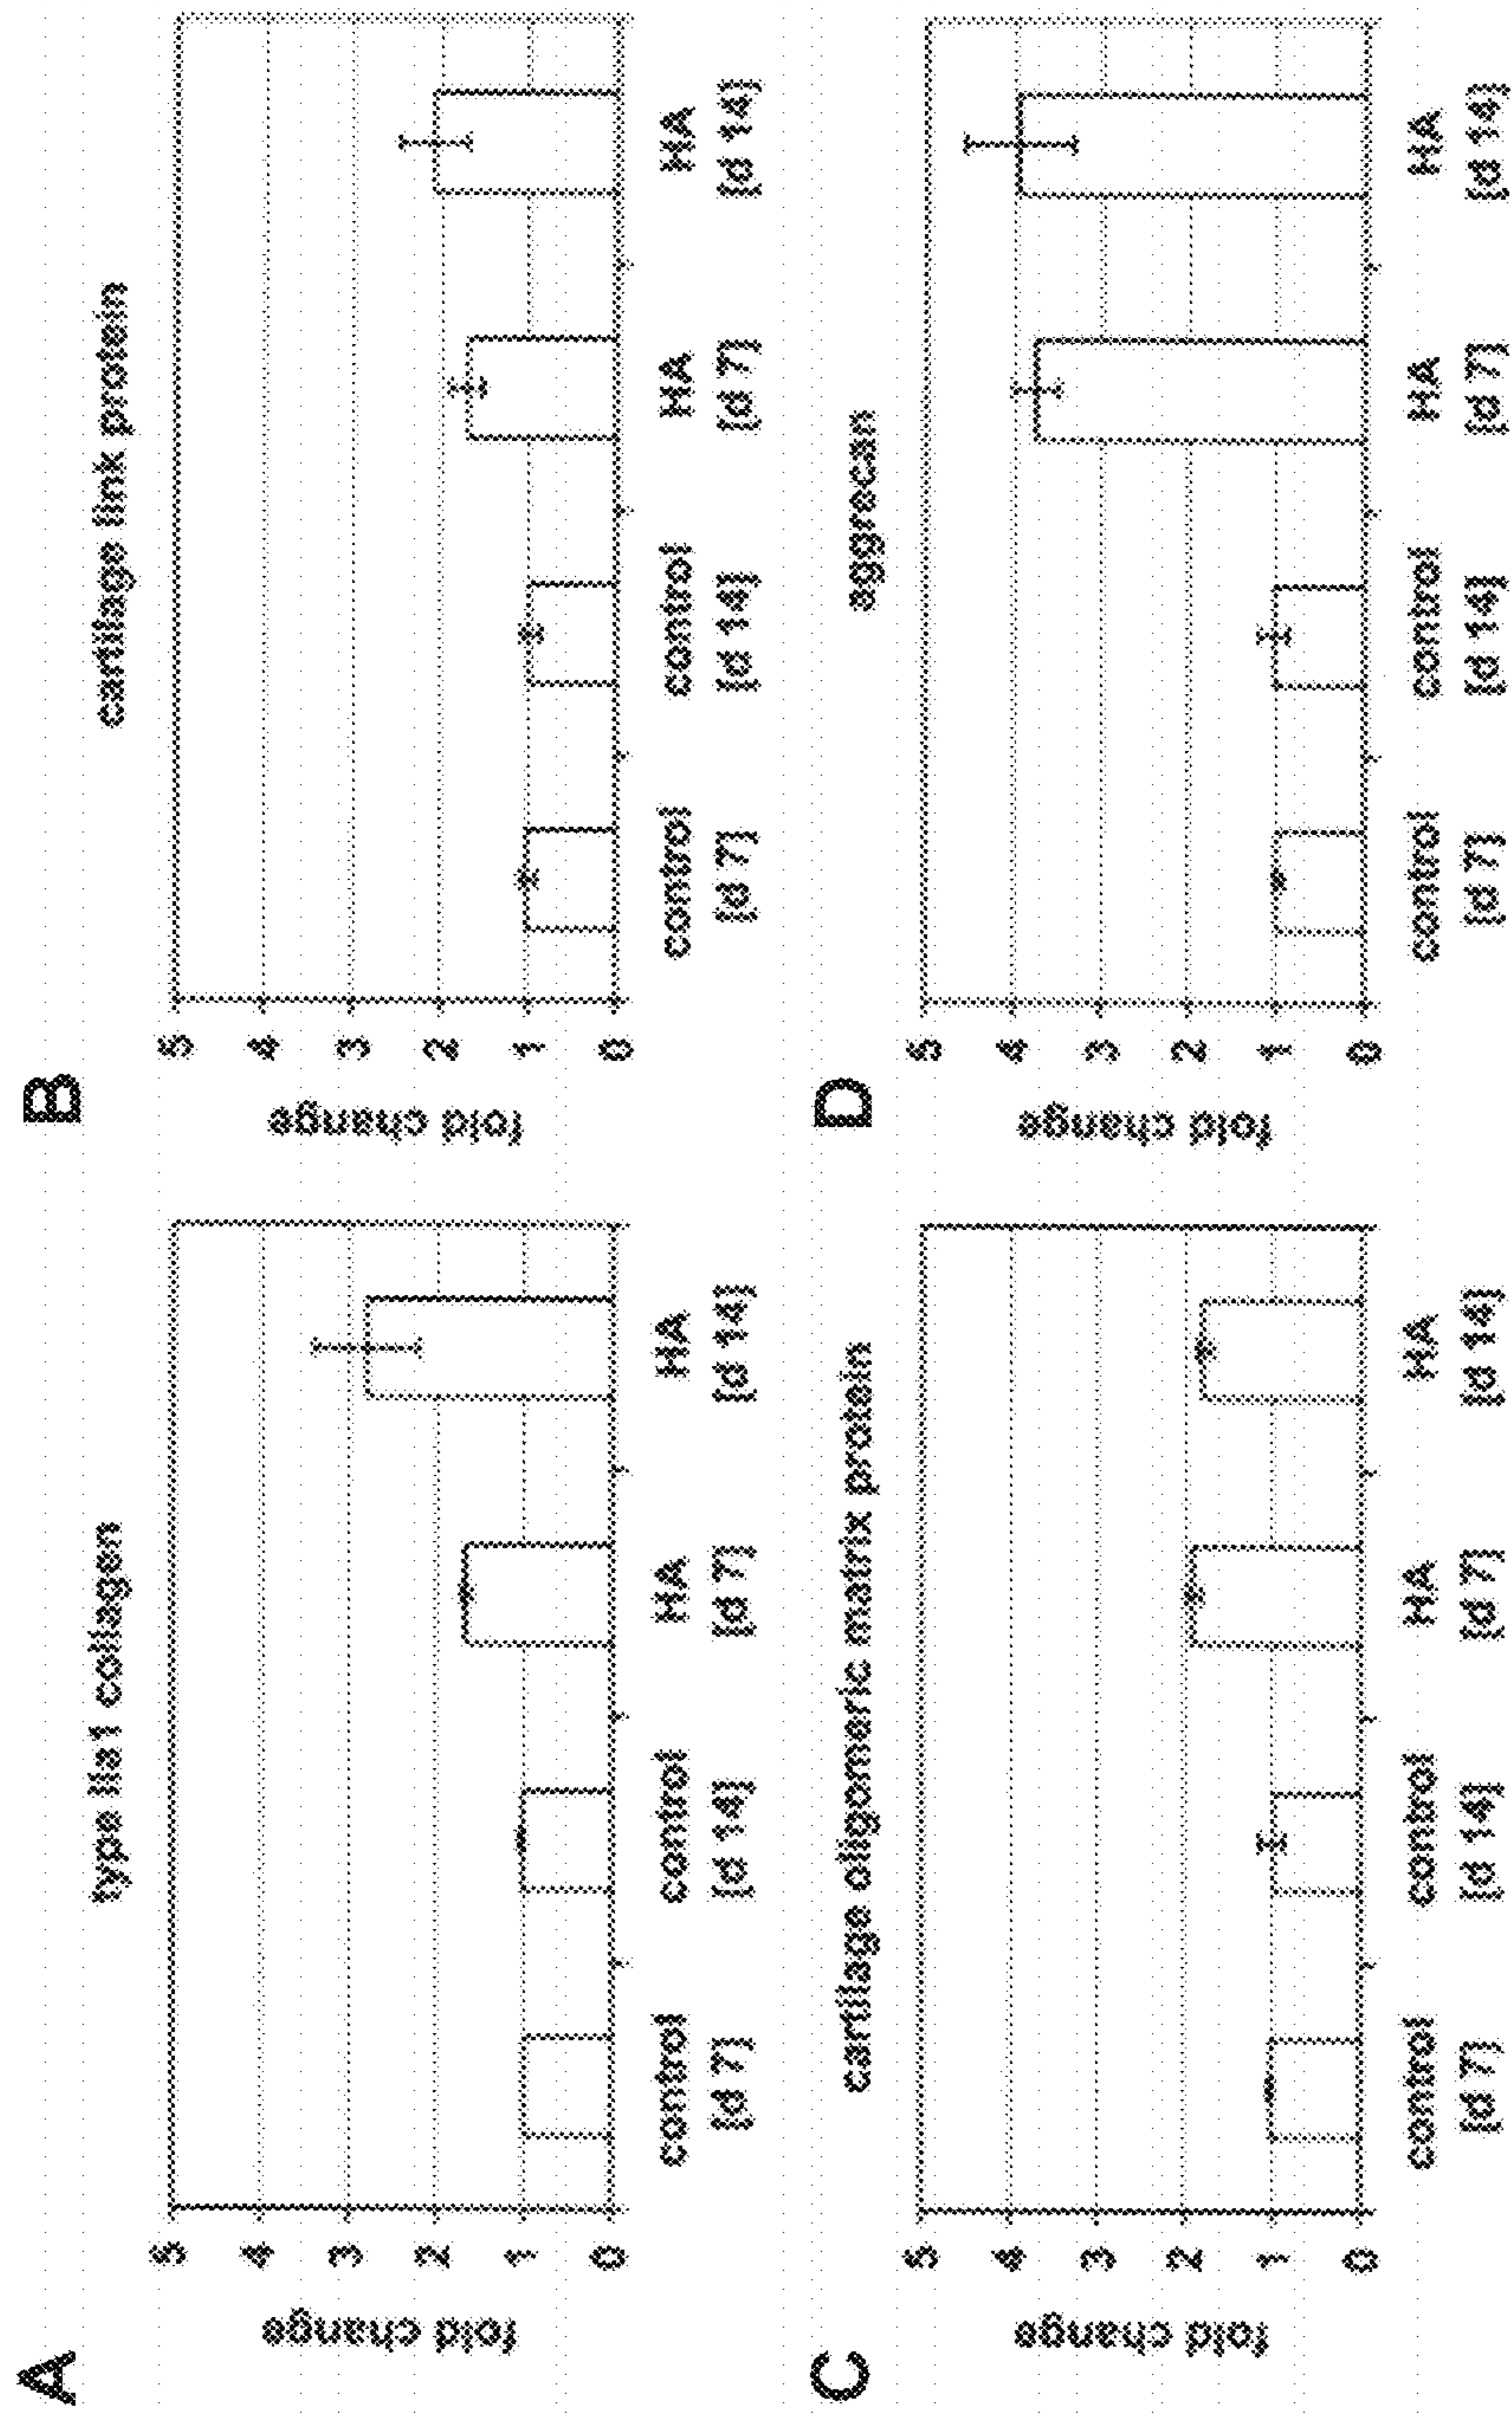 A
type IIa1 collagen
fold change
5
4
3
2
1
0
control control HA HA
[d 7] [d 14] [d 7] [d 14]
B
cartilage link protein
fold change
5
4
3
2
1
0
control control HA HA
[d 7] [d 14] [d 7] [d 14]
C
cartilage oligomeric matrix protein
fold change
5
4
3
2
1
0
control control HA HA
[d 7] [d 14] [d 7] [d 14]
D
aggrecan
fold change
5
4
3
2
1
0
control control HA HA
[d 7] [d 14] [d 7] [d 14]